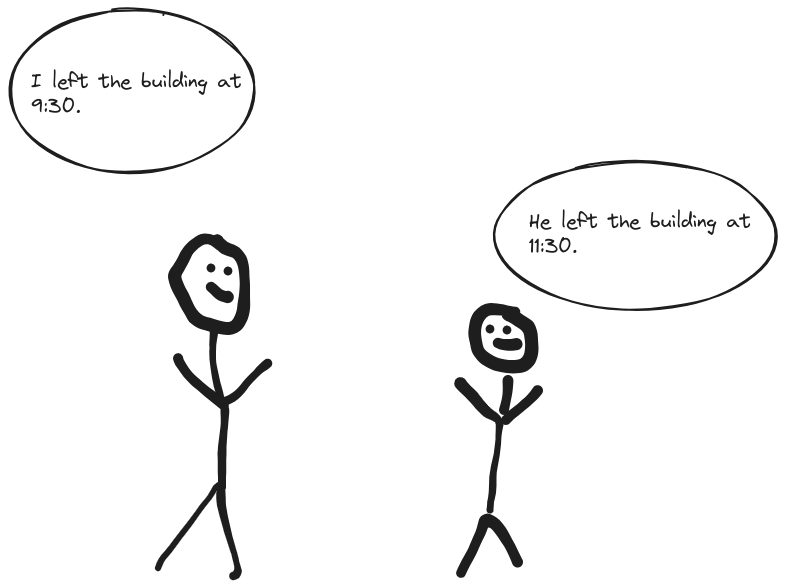 I left the building at
9:30.
He left the building at
11:30.